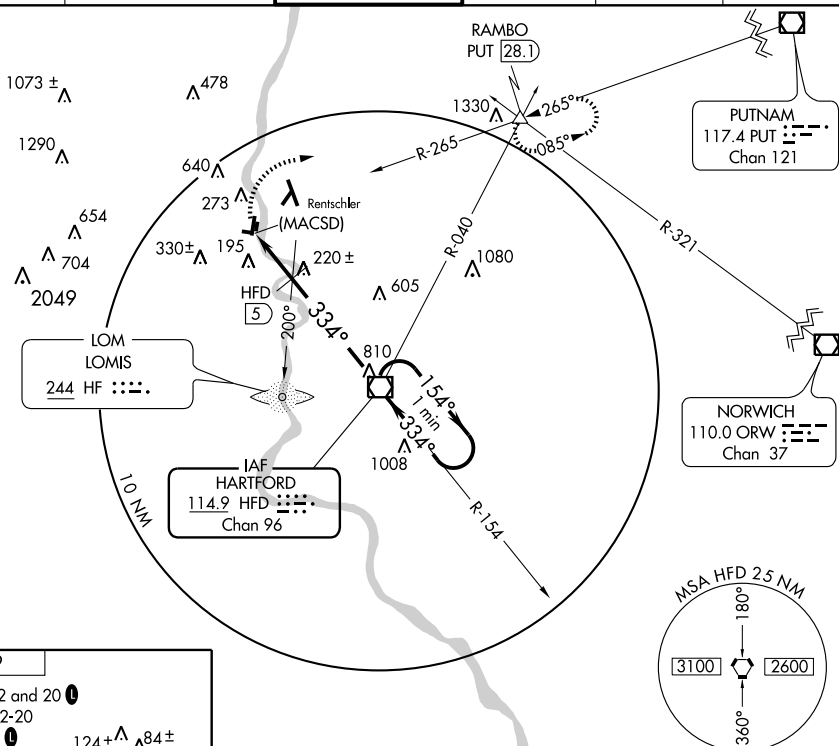 RAMBO
PUT 28.1
1073 ±
478
1330
265°
085°
PUTNAM
117.4 PUT
Chan 121
1290
R-265
640
273
Rentschler
(MACSD)
654
R-040
R-321
704
330±
195
220 ±
1080
2049
HFD
5
605
200°
334°
LOM
LOMIS
244 HF
810
154°
1 min
334°
NORWICH
110.0 ORW
Chan 37
1008
IAF
HARTFORD
114.9 HFD
Chan 96
10 NM
R-154
MSA HFD 25 NM
180°
3100
2600
360°
2 and 20 L
2-20
L
124±
84±